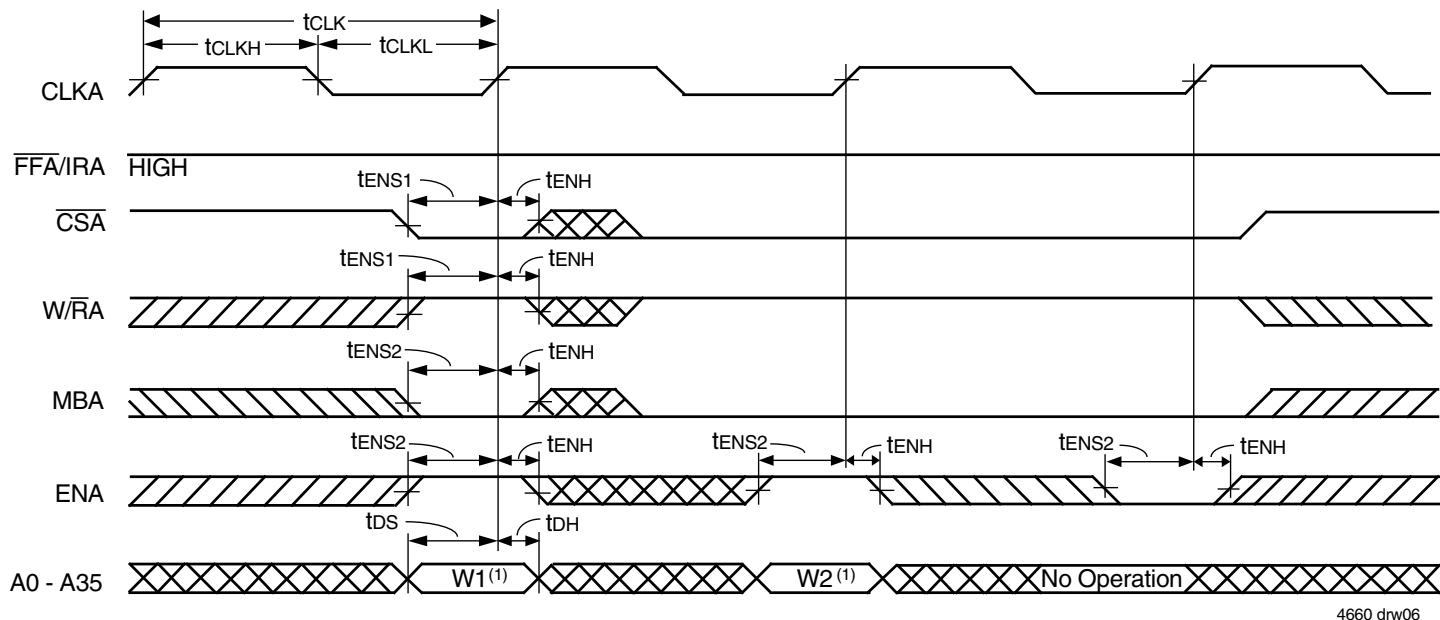 tCLK
tCLKH
tCLKL
CLKA
FFA/IRA HIGH
tENS1
tENH
CSA
tENS1
tENH
W/RA
tENS2
tENH
MBA
tENS2
tENH
tENS2
tENH
tENS2
tENH
ENA
tDS
tDH
A0 - A35
W1(1)
W2(1)
No Operation
4660 drw06